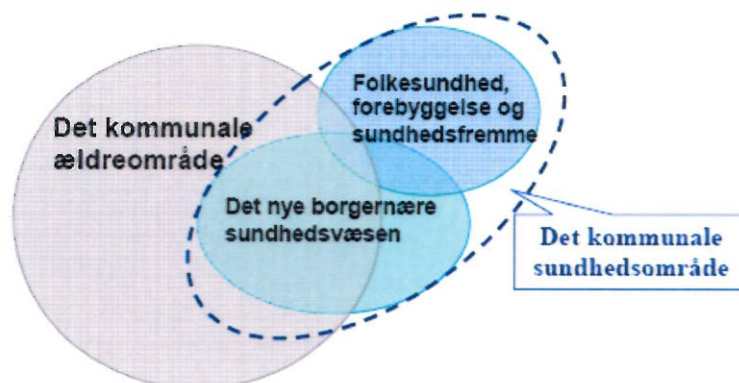 Folkesundhed,
forebyggelse og
sundhedsfremme
Det kommunale
ældreområde
Det nye borgernære
sundhedsvæsen
Det kommunale
sundhedsområde